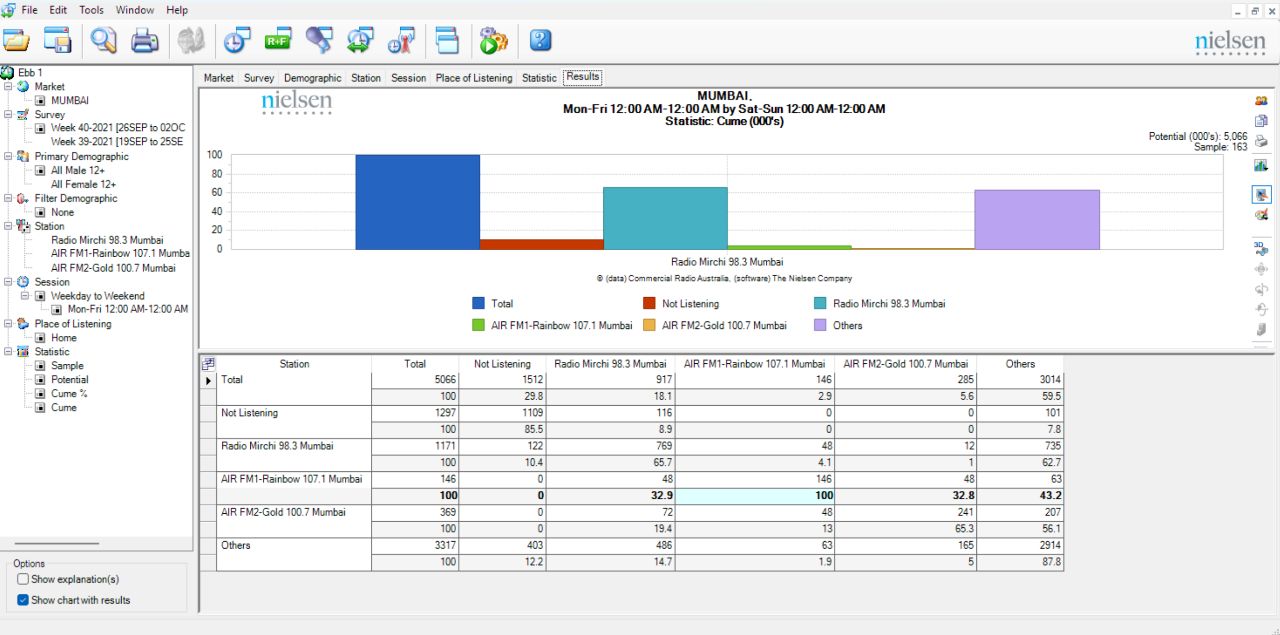 File Edit Tools Window Help
nielsen
Ebb 1
Market
MUMBAI
Survey
Week 40-2021 [26SEP to 02OC
Week 39-2021 [19SEP to 25SE
Primary Demographic
All Male 12+
All Female 12+
Filter Demographic
None
Station
Radio Mirchi 98.3 Mumbai
AIR FM1-Rainbow 107.1 Mumba
AIR FM2-Gold 100.7 Mumbai
Session
Weekday to Weekend
Mon-Fri 12:00 AM-12:00 AM
Place of Listening
Home
Statistic
Sample
Potential
Cume %
Cume
Options
Show explanation(s)
Show chart with results
Market Survey Demographic Station Session Place of Listening Statistic Results
nielsen
MUMBAI.
Mon-Fri 12:00 AM-12:00 AM by Sat-Sun 12:00 AM-12:00 AM
Statistic: Cume (000's)
Potential (000's): 5,066
Sample: 163
100
80
60
40
20
0
Radio Mirchi 98.3 Mumbai
© (data) Commercial Radio Australia, (software) The Nielsen Company
Total Not Listening Radio Mirchi 98.3 Mumbai
AIR FM1-Rainbow 107.1 Mumbai AIR FM2-Gold 100.7 Mumbai Others
R+F
3D
Station Total Not Listening Radio Mirchi 98.3 Mumbai AIR FM1-Rainbow 107.1 Mumbai AIR FM2-Gold 100.7 Mumbai Others
Total 5066 1512 917 146 285 3014
100 29.8 18.1 2.9 5.6 59.5
Not Listening 1297 1109 116 0 0 101
100 85.5 8.9 0 0 7.8
Radio Mirchi 98.3 Mumbai 1171 122 769 48 12 735
100 10.4 65.7 4.1 1 62.7
AIR FM1-Rainbow 107.1 Mumbai 146 0 48 146 48 63
100 0 32.9 100 32.8 43.2
AIR FM2-Gold 100.7 Mumbai 369 0 72 48 241 207
100 0 19.4 13 65.3 56.1
Others 3317 403 486 63 165 2914
100 12.2 14.7 1.9 5 87.8